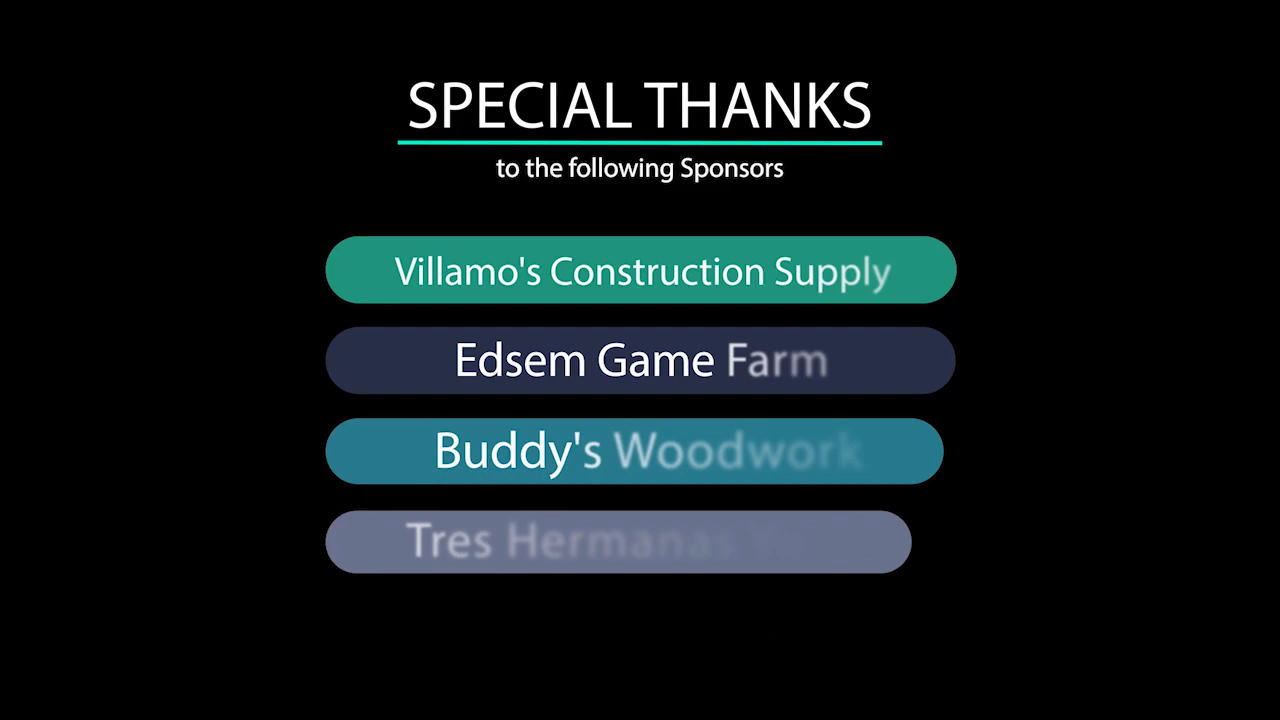 SPECIAL THANKS
to the following Sponsors
Villamo's Construction Supply
Edsem Game Farm
Buddy's Woodwork
Tres Hermanas